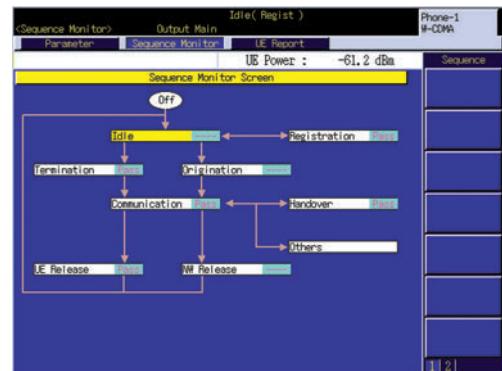 Idle( Regist )
Phone-1
<Sequence Monitor> Output Main
W-CDMA
Parameter Sequence Monitor UE Report
UE Power : -61.2 dBm
Sequence
Sequence Monitor Screen
Off
Idle ----
Registration Pass
Termination Pass
Origination ----
Communication Pass
Handover Pass
Others
UE Release Pass
NW Release ----
1 2